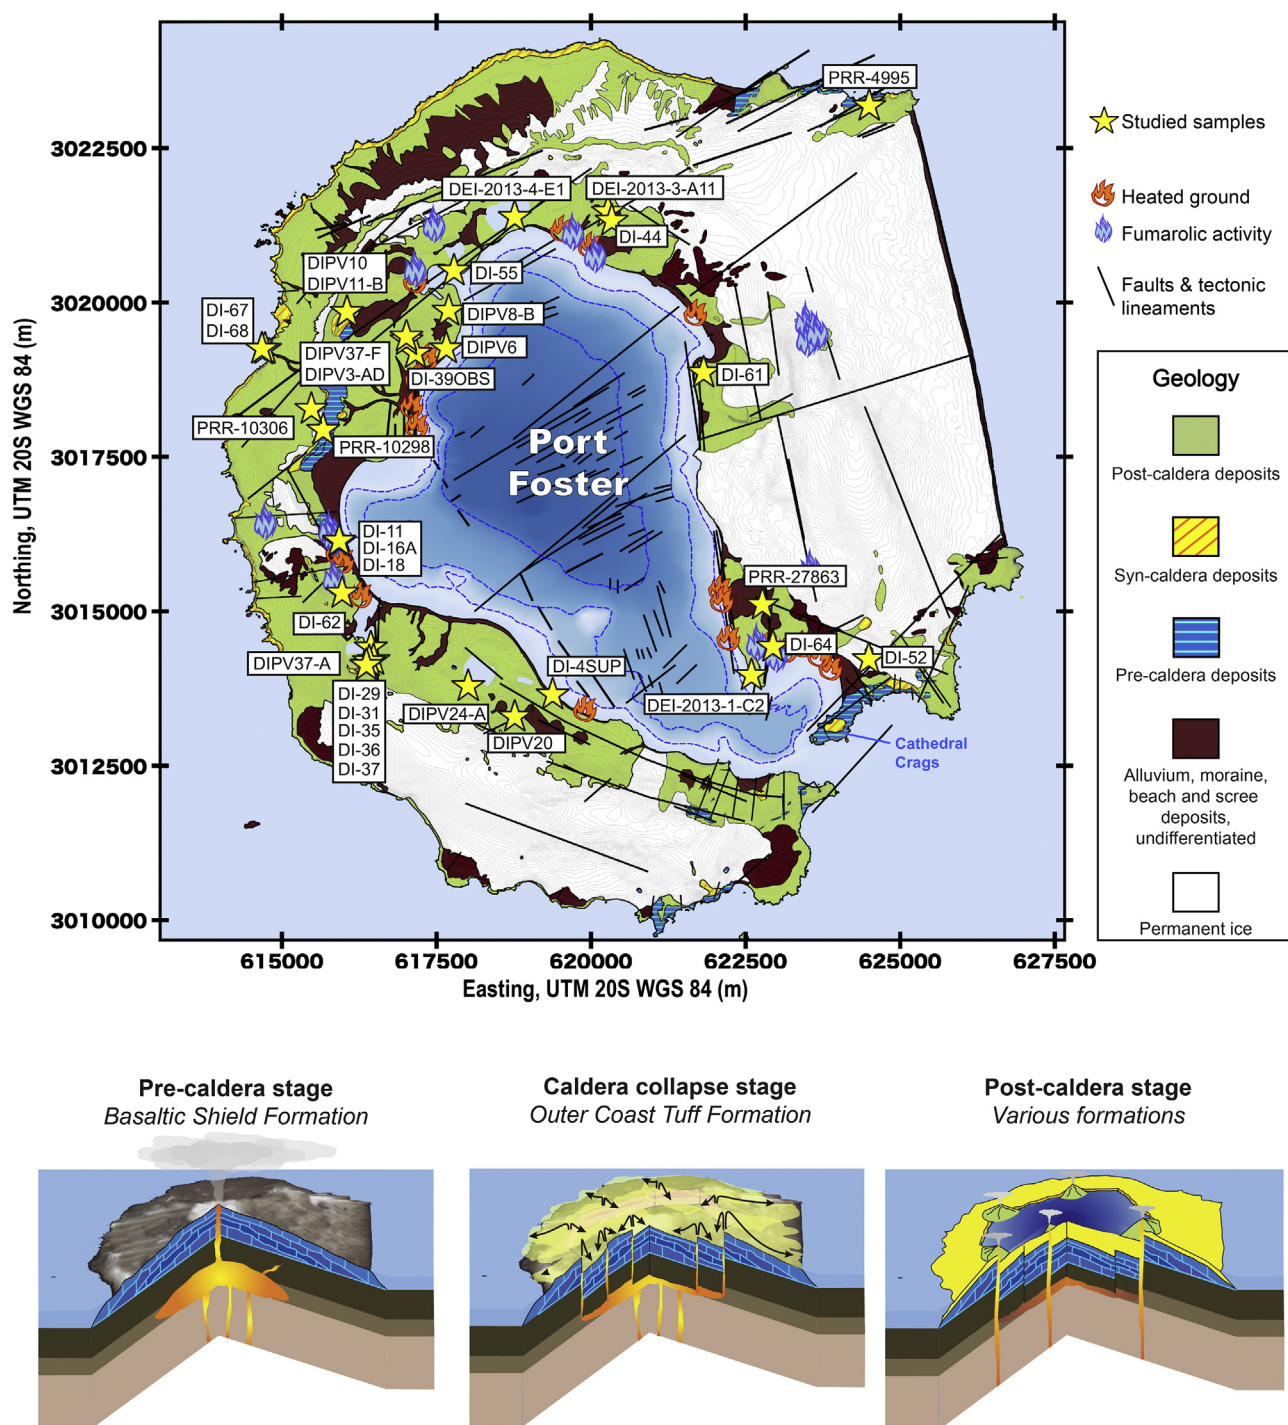 PRR-4995
Studied samples
3022500
DEI-2013-4-E1
DEI-2013-3-A11
Heated ground
DI-44
Fumarolic activity
DIPV10
DIPV11-B
DI-55
Faults & tectonic
lineaments
3020000
DI-67
DI-68
DIPV8-B
DIPV6
DIPV37-F
DIPV3-AD
DI-39OBS
DI-61
Geology
PRR-10306
PRR-10298
Port
Foster
Post-caldera deposits
3017500
Northing, UTM 20S WGS 84 (m)
DI-11
DI-16A
DI-18
Syn-caldera deposits
PRR-27863
3015000
DI-62
DI-64
DI-52
DIPV37-A
DI-4SUP
Pre-caldera deposits
DI-29
DI-31
DI-35
DI-36
DI-37
DEI-2013-1-C2
DIPV24-A
DIPV20
Cathedral
Crags
3012500
Alluvium, moraine,
beach and scree
deposits,
undifferentiated
3010000
Permanent ice
615000
617500
620000
622500
625000
627500
Easting, UTM 20S WGS 84 (m)
Pre-caldera stage
Basaltic Shield Formation
Caldera collapse stage
Outer Coast Tuff Formation
Post-caldera stage
Various formations